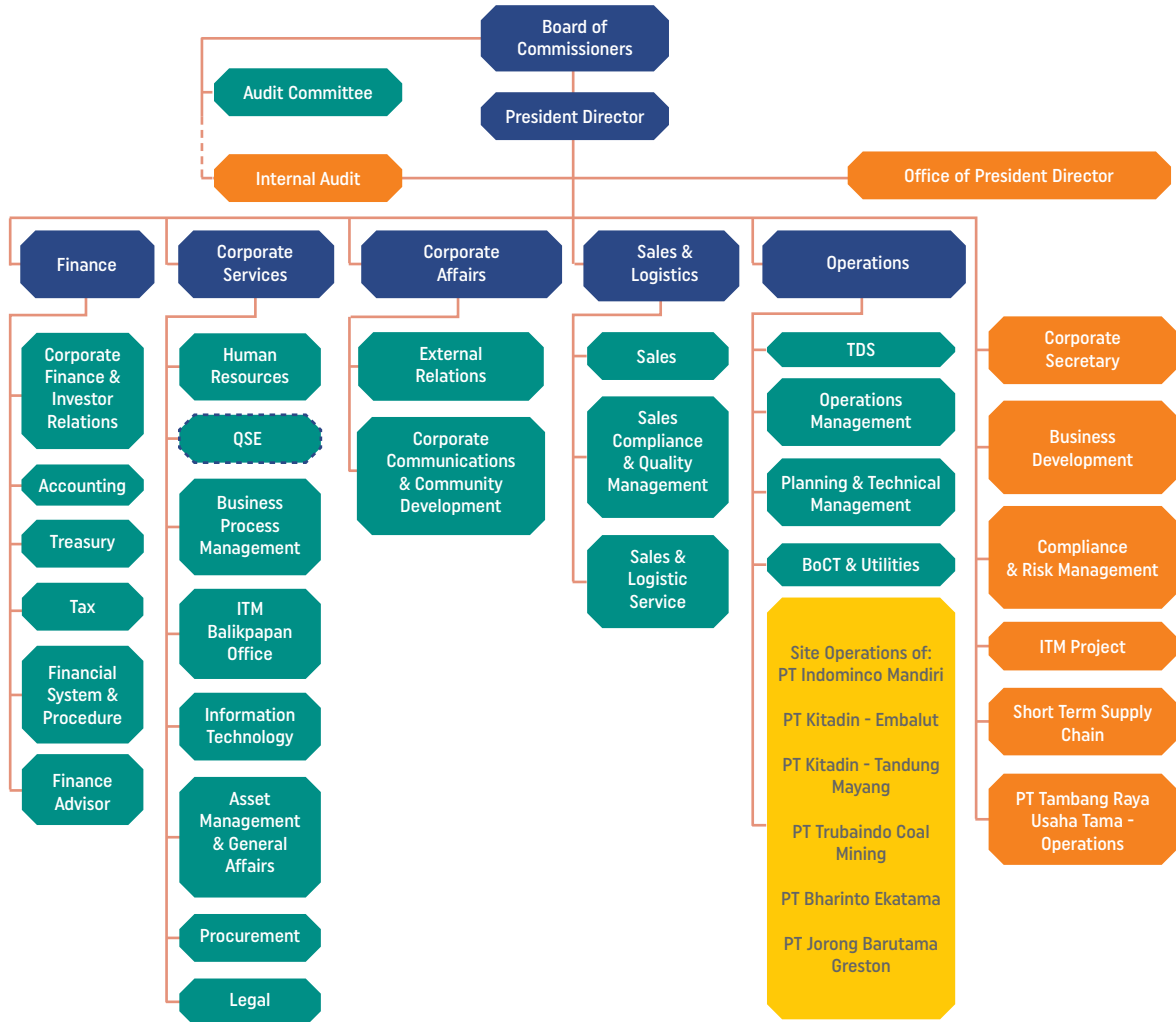 Board of
Commissioners
Audit Committee
President Director
Internal Audit
Office of President Director
Finance
Corporate
Services
Corporate
Affairs
Sales &
Logistics
Operations
Corporate
Finance &
Investor
Relations
Accounting
Treasury
Tax
Financial
System &
Procedure
Finance
Advisor
Human
Resources
QSE
Business
Process
Management
ITM
Balikpapan
Office
Information
Technology
Asset
Management
& General
Affairs
Procurement
Legal
External
Relations
Corporate
Communications
& Community
Development
Sales
Sales
Compliance
& Quality
Management
Sales &
Logistic
Service
TDS
Operations
Management
Planning & Technical
Management
BoCT & Utilities
Site Operations of:
PT Indominco Mandiri
PT Kitadin - Embalut
PT Kitadin - Tandung
Mayang
PT Trubaindo Coal
Mining
PT Bharinto Ekatama
PT Jorong Barutama
Greston
Corporate
Secretary
Business
Development
Compliance
& Risk Management
ITM Project
Short Term Supply
Chain
PT Tambang Raya
Usaha Tama -
Operations